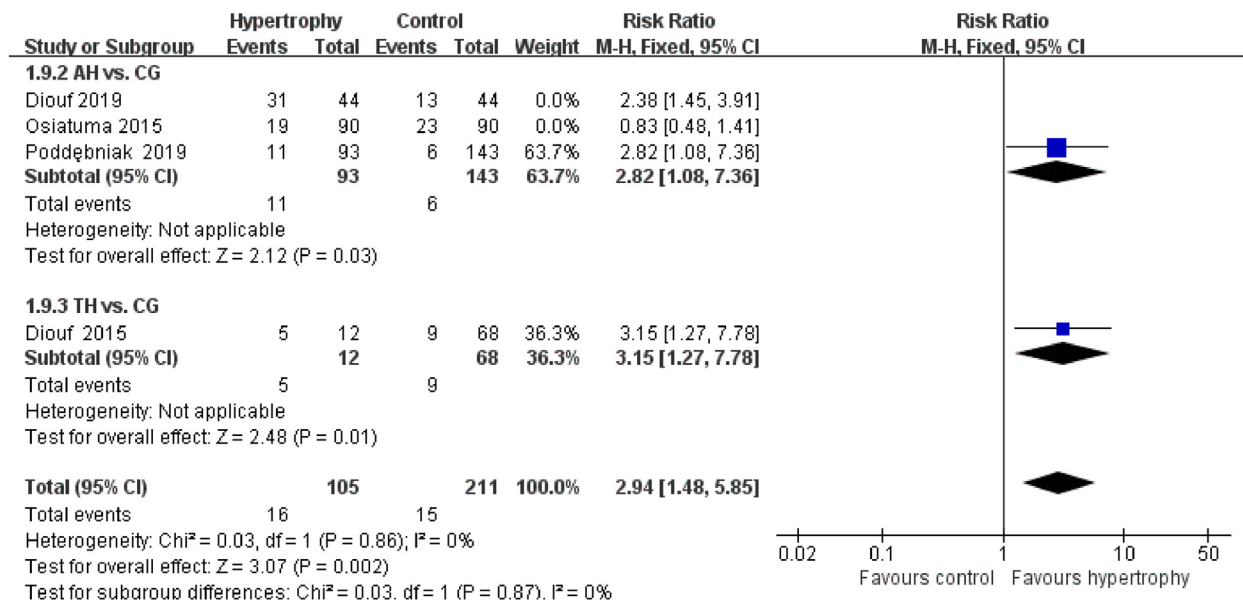 Hypertrophy Control Risk Ratio Risk Ratio
Study or Subgroup Events Total Events Total Weight M-H, Fixed, 95% CI M-H, Fixed, 95% CI
1.9.2 AH vs. CG
Diouf 2019 31 44 13 44 0.0% 2.38 [1.45, 3.91]
Osiatuma 2015 19 90 23 90 0.0% 0.83 [0.48, 1.41]
Poddębniak 2019 11 93 6 143 63.7% 2.82 [1.08, 7.36]
Subtotal (95% CI) 93 143 63.7% 2.82 [1.08, 7.36]
Total events 11 6
Heterogeneity: Not applicable
Test for overall effect: Z = 2.12 (P = 0.03)
1.9.3 TH vs. CG
Diouf 2015 5 12 9 68 36.3% 3.15 [1.27, 7.78]
Subtotal (95% CI) 12 68 36.3% 3.15 [1.27, 7.78]
Total events 5 9
Heterogeneity: Not applicable
Test for overall effect: Z = 2.48 (P = 0.01)
Total (95% CI) 105 211 100.0% 2.94 [1.48, 5.85]
Total events 16 15
Heterogeneity: Chi² = 0.03, df = 1 (P = 0.86); I² = 0%
Test for overall effect: Z = 3.07 (P = 0.002)
Test for subgroup differences: Chi² = 0.03, df = 1 (P = 0.87), I² = 0%
0.02 0.1 1 10 50
Favours control Favours hypertrophy